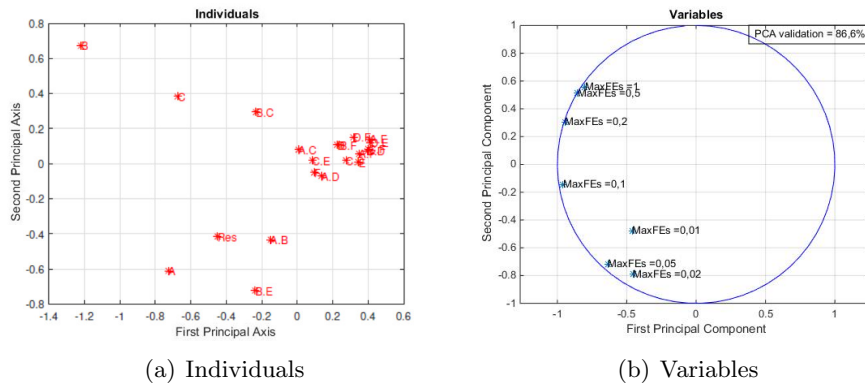 Individuals
Second Principal Axis
0.8
0.6
0.4
0.2
0
-0.2
-0.4
-0.6
-0.8
B
C
B.C
D.F
A.E
A.C
B.F
C.E
A.D
Res
A.B
A
B.E
-1.4 -1.2 -1 -0.8 -0.6 -0.4 -0.2 0 0.2 0.4 0.6
First Principal Axis
(a) Individuals
Variables
PCA validation = 86,6%
Second Principal Component
1
0.8
0.6
0.4
0.2
0
-0.2
-0.4
-0.6
-0.8
-1
MaxFEs =1
MaxFEs =0,5
MaxFEs =0,2
MaxFEs =0,1
MaxFEs =0,01
MaxFEs =0,05
MaxFEs =0,02
-1 -0.5 0 0.5 1
First Principal Component
(b) Variables